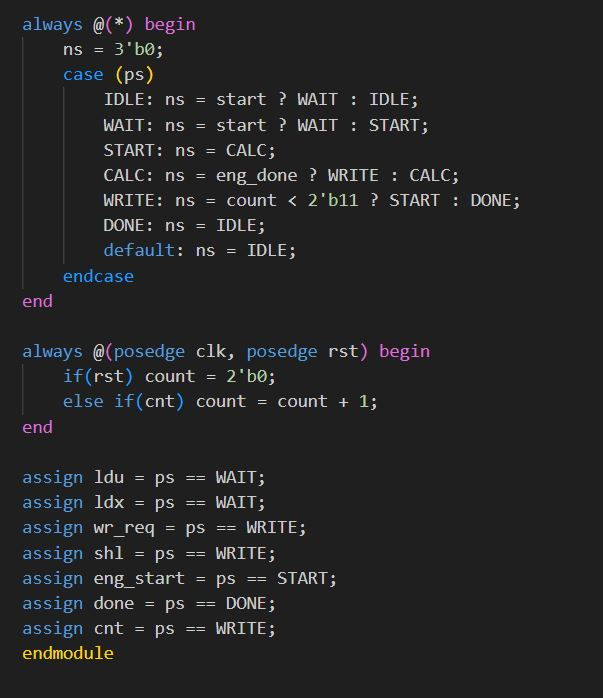 always @(*) begin
    ns = 3'b0;
    case (ps)
        IDLE: ns = start ? WAIT : IDLE;
        WAIT: ns = start ? WAIT : START;
        START: ns = CALC;
        CALC: ns = eng_done ? WRITE : CALC;
        WRITE: ns = count < 2'b11 ? START : DONE;
        DONE: ns = IDLE;
        default: ns = IDLE;
    endcase
end

always @(posedge clk, posedge rst) begin
    if(rst) count = 2'b0;
    else if(cnt) count = count + 1;
end

assign ldu = ps == WAIT;
assign ldx = ps == WAIT;
assign wr_req = ps == WRITE;
assign shl = ps == WRITE;
assign eng_start = ps == START;
assign done = ps == DONE;
assign cnt = ps == WRITE;
endmodule